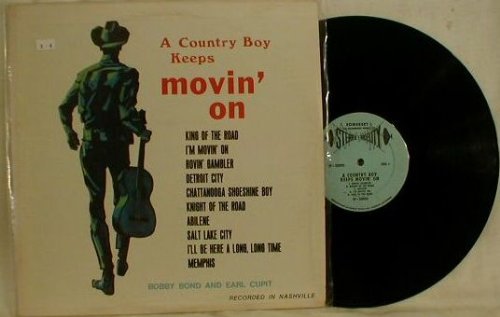 A Country Boy
Keeps
movin'
on
KING OF THE ROAD
I'M MOVIN' ON
ROVIN' GAMBLER
DETROIT CITY
CHATTANOOGA SHOESHINE BOY
KNIGHT OF THE ROAD
ABILENE
SALT LAKE CITY
I'LL BE HERE A LONG, LONG TIME
MEMPHIS
BOBBY BOND AND EARL CUPIT
RECORDED IN NASHVILLE
SOMERSET
STEREO-FIDELITY
A COUNTRY BOY
KEEPS MOVIN' ON